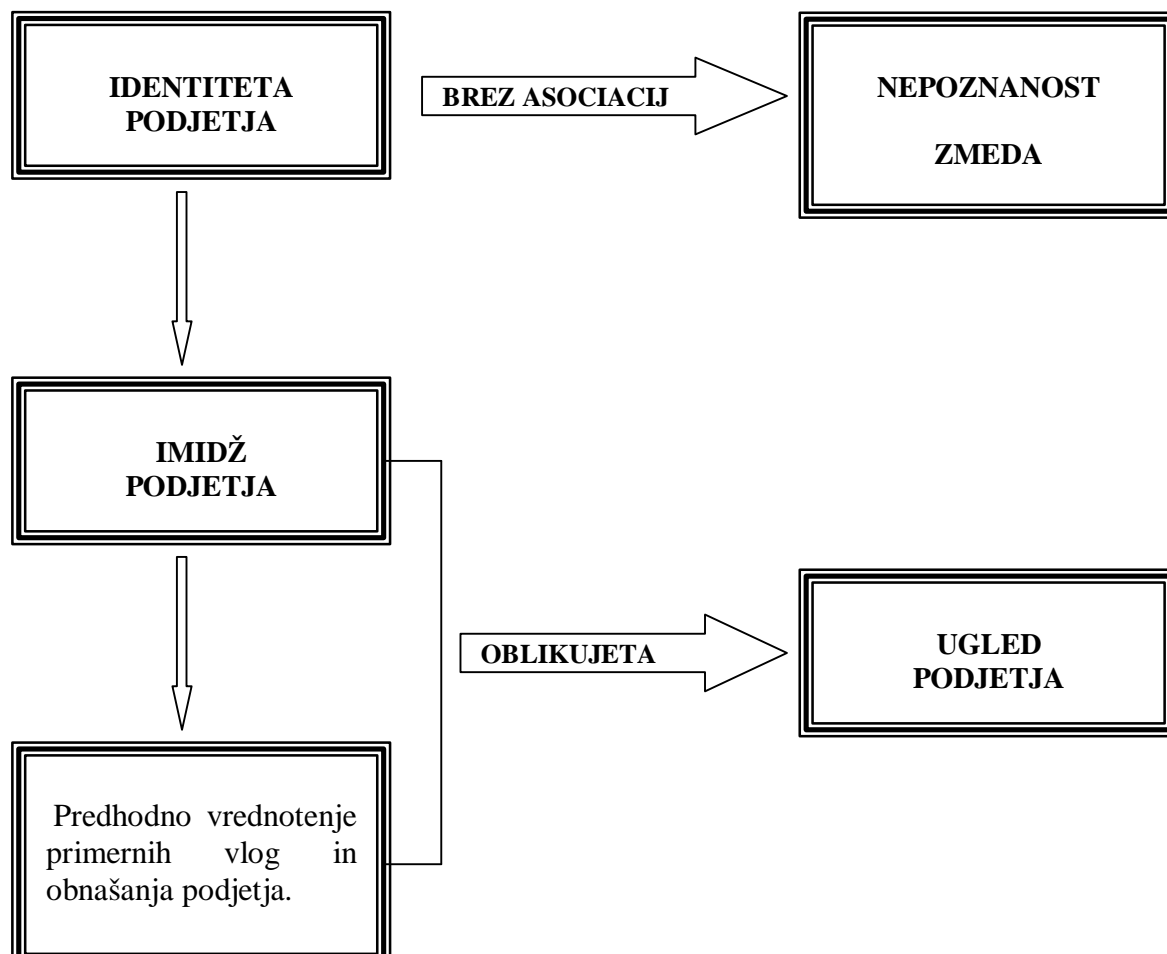 IDENTITETA
PODJETJA
BREZ ASOCIACIJ
NEPOZNANOST
ZMEDA
IMIDŽ
PODJETJA
OBLIKUJETA
UGLED
PODJETJA
Predhodno vrednotenje
primernih vlog in
obnašanja podjetja.